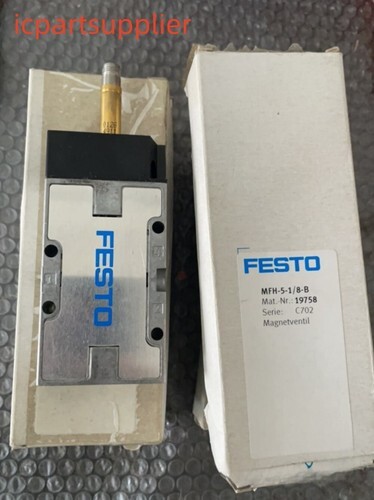 icpartsupplier
FESTO
FESTO
MFH-5-1/8-B
Mat.-Nr.: 19758
Serie: C702
Magnetventil